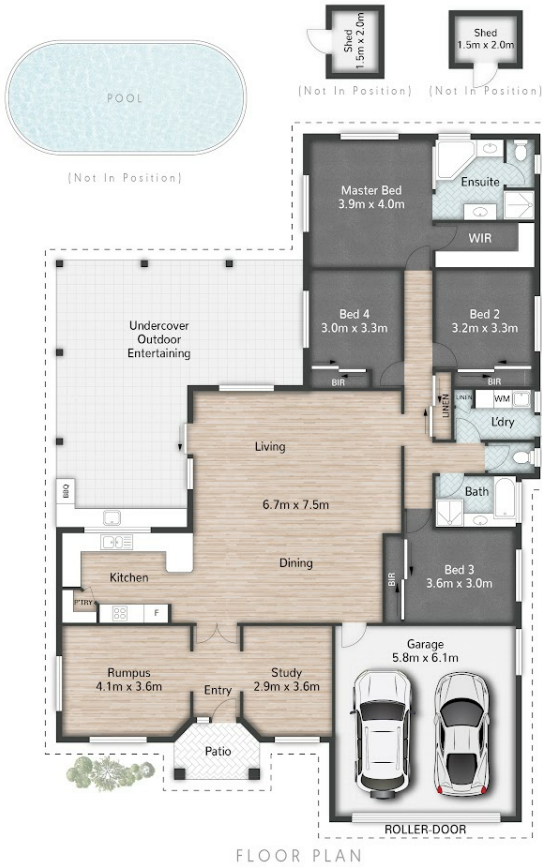 POOL
(Not In Position)
Shed
1.5m x 2.0m
(Not In Position)
Shed
1.5m x 2.0m
(Not In Position)
Master Bed
3.9m x 4.0m
Ensuite
WIR
Undercover
Outdoor
Entertaining
Bed 4
3.0m x 3.3m
Bed 2
3.2m x 3.3m
BIR
BIR
LINEN
LINEN
WM
L'dry
Living
6.7m x 7.5m
Dining
BBQ
Bath
Kitchen
P'TRY
F
BIR
Bed 3
3.6m x 3.0m
Rumpus
4.1m x 3.6m
Entry
Study
2.9m x 3.6m
Garage
5.8m x 6.1m
Patio
ROLLER-DOOR
FLOOR PLAN